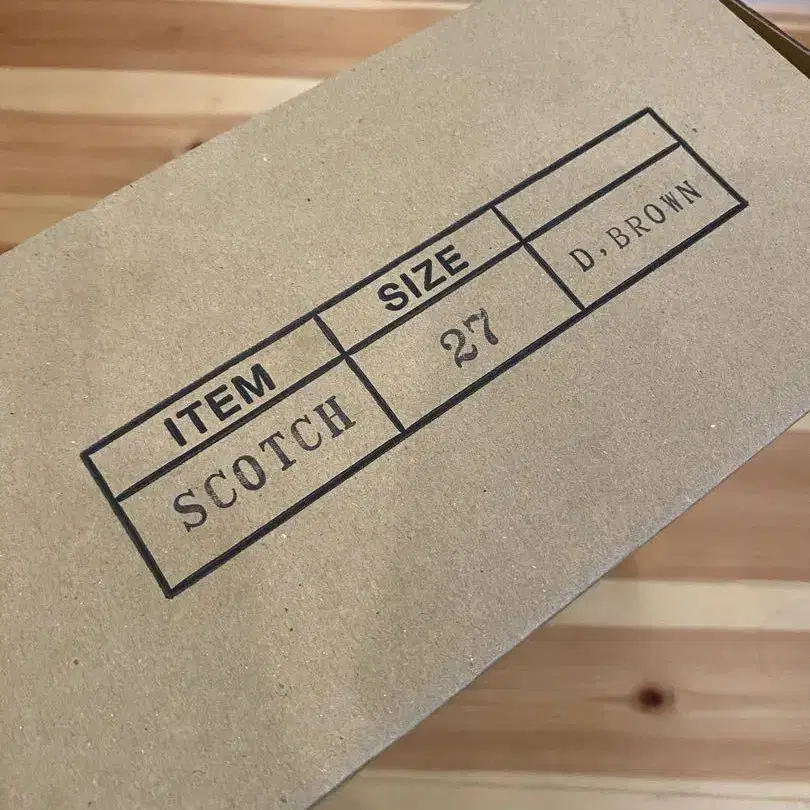 ITEM SIZE
SCOTCH 27 D,BROWN